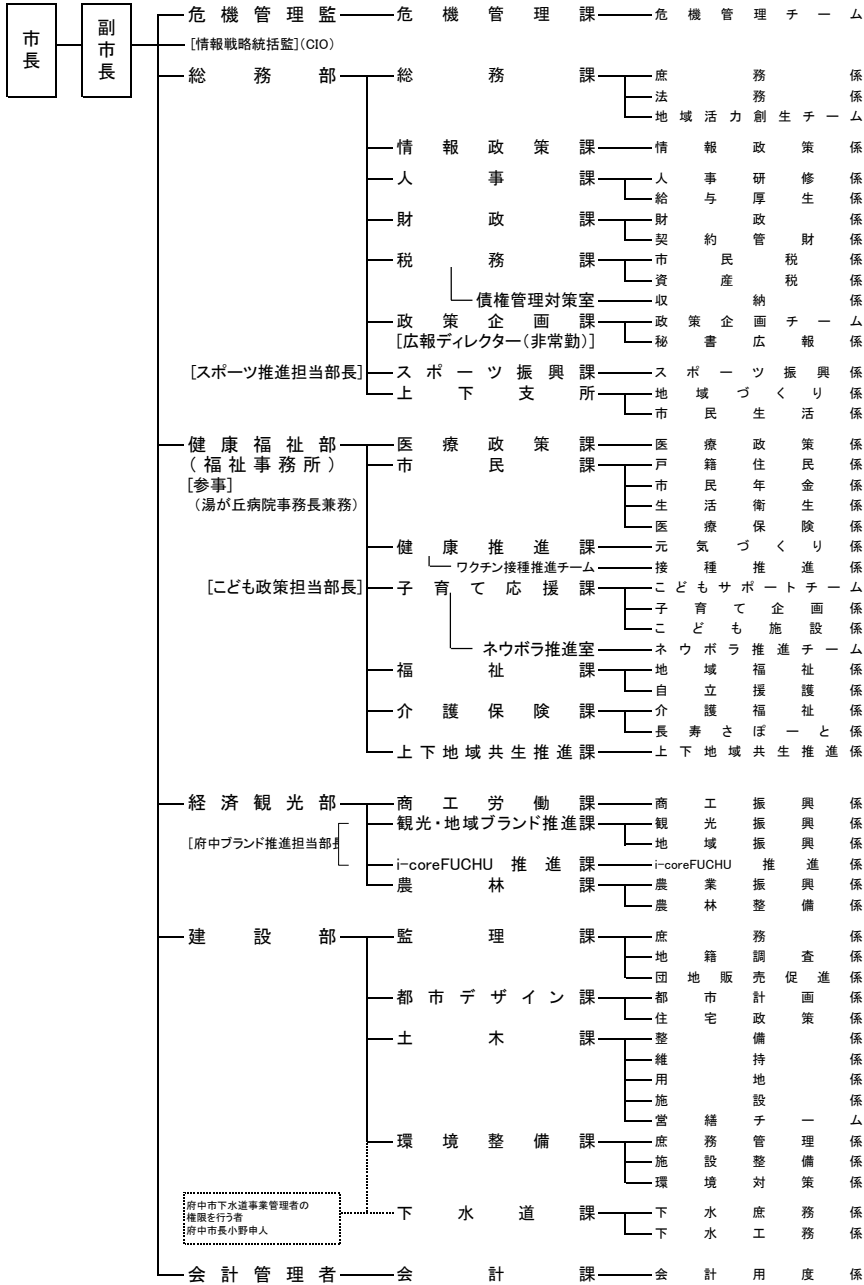 市長
副市長
危機管理監 危機管理課 危機管理チーム
[情報戦略統括監](CIO)
総務部 総務課 庶務係
法務係
地域活力創生チーム
情報政策課 情報政策係
人事課 人事研修係
給与厚生係
財政課 財政係
契約管財係
税務課 市民税係
資産税係
債権管理対策室 収納係
政策企画課 政策企画チーム
[広報ディレクター(非常勤)] 秘書広報係
[スポーツ推進担当部長] スポーツ振興課 スポーツ振興係
上下支所 地域づくり係
市民生活係
健康福祉部 医療政策課 医療政策係
(福祉事務所) 市民課 戸籍住民係
[参事] 市民年金係
(湯が丘病院事務長兼務) 生活衛生係
医療保険係
健康推進課 元気づくり係
ワクチン接種推進チーム 接種推進係
[こども政策担当部長] 子育て応援課 こどもサポートチーム
子育て企画係
こども施設係
ネウボラ推進室 ネウボラ推進チーム
福祉課 地域福祉係
自立援護係
介護保険課 介護福祉係
長寿さぽーと係
上下地域共生推進課 上下地域共生推進係
経済観光部 商工労働課 商工振興係
観光・地域ブランド推進課 観光振興係
[府中ブランド推進担当部長 地域振興係
i-coreFUCHU 推進課 i-coreFUCHU 推進係
農林課 農業振興係
農林整備係
建設部 監理課 庶務係
地籍調査係
団地販売促進係
都市デザイン課 都市計画係
住宅政策係
土木課 整備係
維持係
用地係
施設係
営繕チーム
環境整備課 庶務管理係
施設整備係
環境対策係
府中市下水道事業管理者の
権限を行う者
府中市長小野申人
下水道課 下水庶務係
下水工務係
会計管理者 会計課 会計用度係